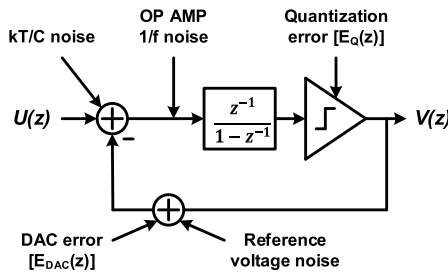 OP AMP
1/f noise
Quantization
error [E_Q(z)]
kT/C noise
U(z)
+
−
z⁻¹
1 − z⁻¹
V(z)
+
DAC error
[E_DAC(z)]
Reference
voltage noise